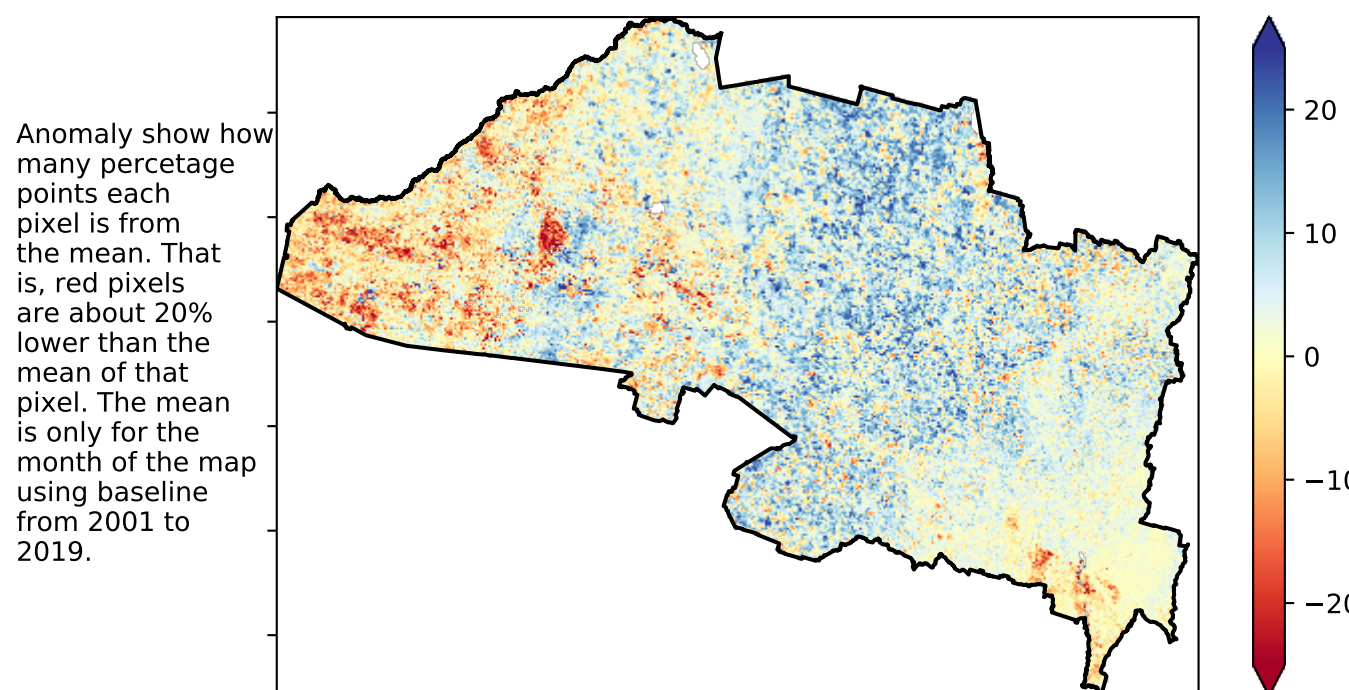 Anomaly show how
many percetage
points each
pixel is from
the mean. That
is, red pixels
are about 20%
lower than the
mean of that
pixel. The mean
is only for the
month of the map
using baseline
from 2001 to
2019.
20
10
0
−10
−20